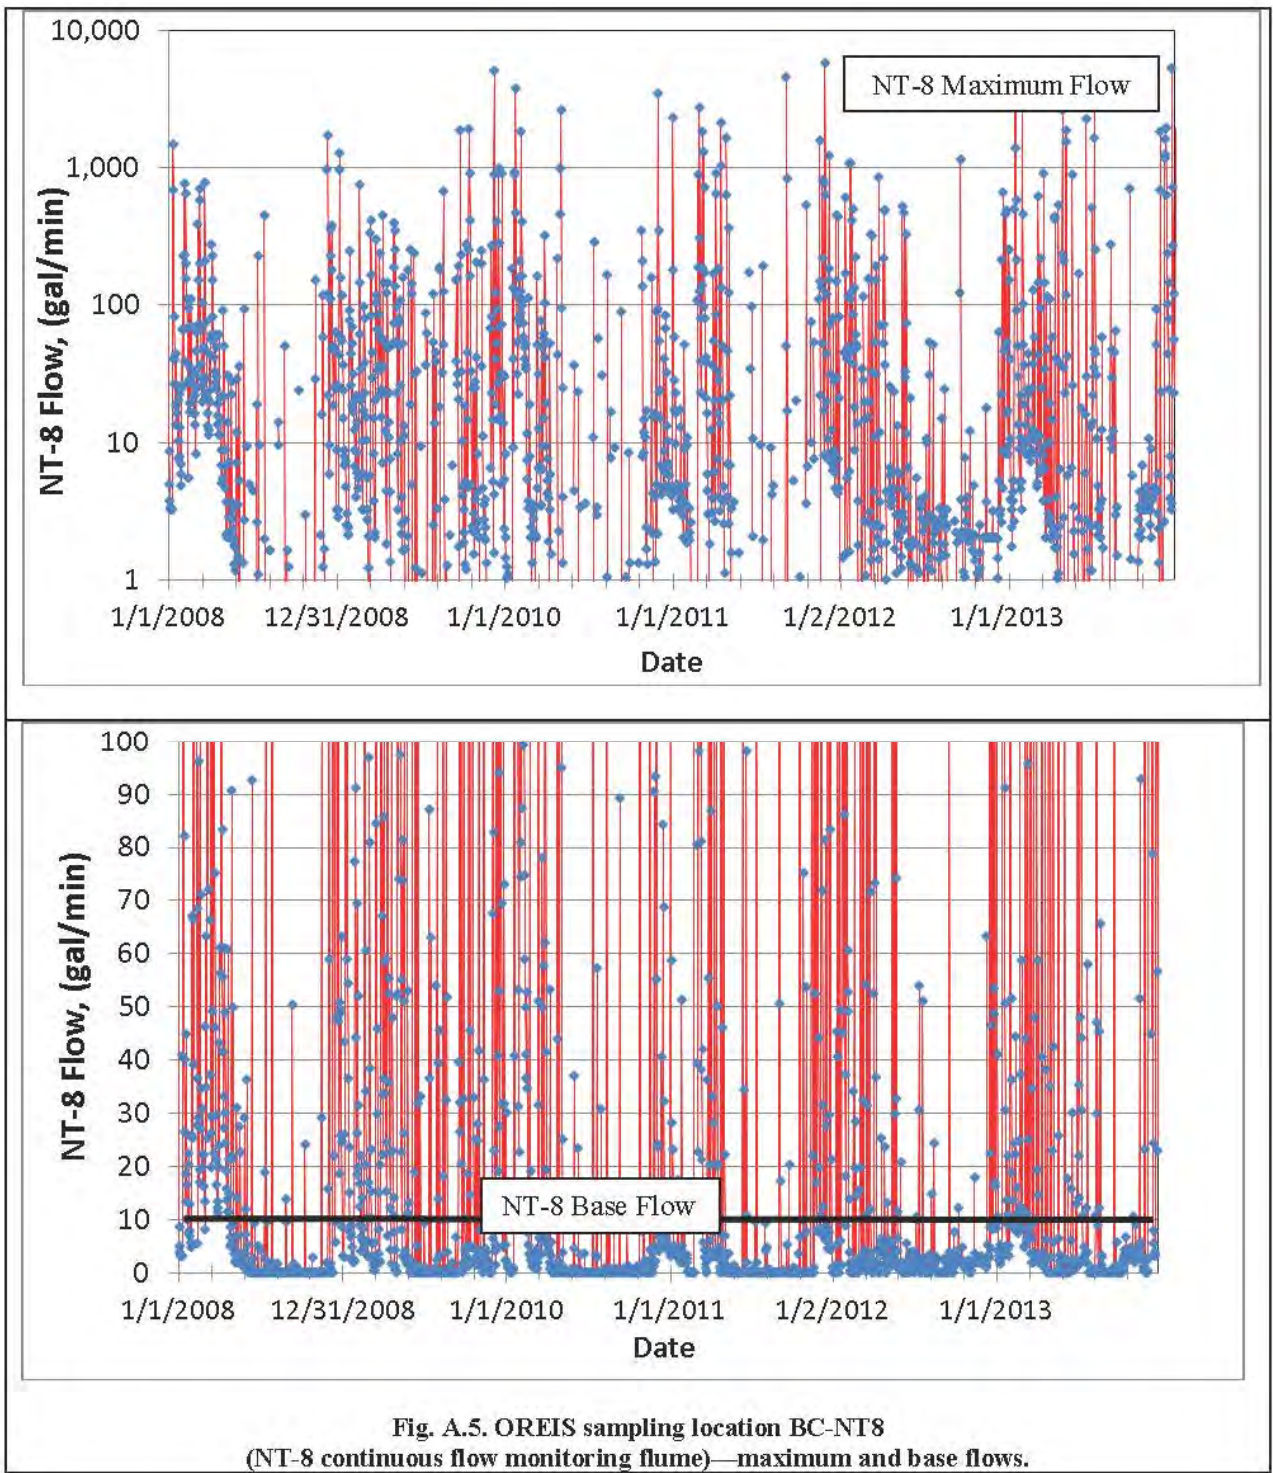 10,000
NT-8 Maximum Flow
1,000
100
10
1
NT-8 Flow, (gal/min)
1/1/2008 12/31/2008 1/1/2010 1/1/2011 1/2/2012 1/1/2013
Date
100
90
80
70
60
50
40
30
20
10
0
NT-8 Flow, (gal/min)
NT-8 Base Flow
1/1/2008 12/31/2008 1/1/2010 1/1/2011 1/2/2012 1/1/2013
Date
Fig. A.5. OREIS sampling location BC-NT8
(NT-8 continuous flow monitoring flume)—maximum and base flows.